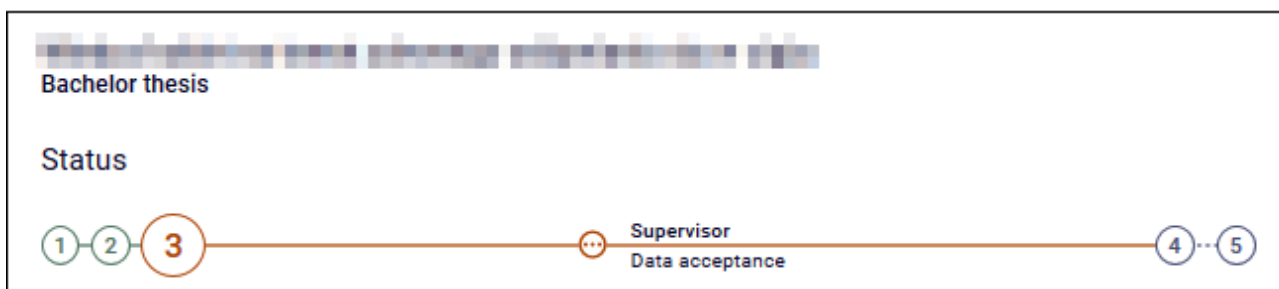 Bachelor thesis
Status
1 2 3 Supervisor 4 5
Data acceptance